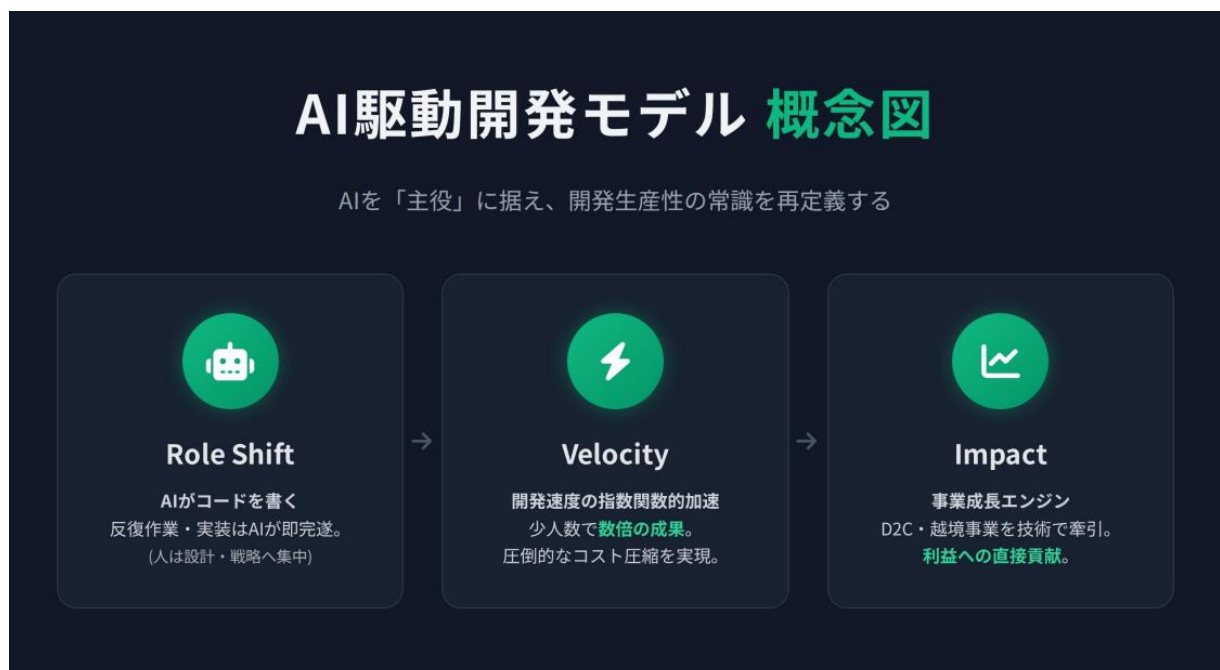 AI駆動開発モデル 概念図
AIを「主役」に据え、開発生産性の常識を再定義する
Role Shift
AIがコードを書く
反復作業・実装はAIが即完遂。
(人は設計・戦略へ集中)
→
Velocity
開発速度の指数関数的加速
少人数で数倍の成果。
圧倒的なコスト圧縮を実現。
→
Impact
事業成長エンジン
D2C・越境事業を技術で牽引。
利益への直接貢献。